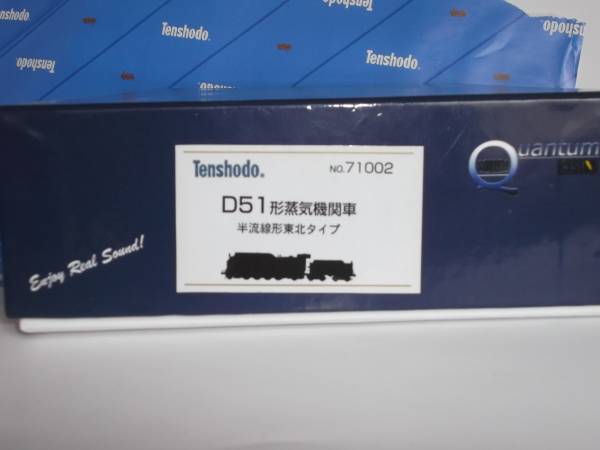 Tenshodo.
Tenshodo.
Tenshodo.
Tenshodo.
Tenshodo. NO.71002
D51形蒸気機関車
半流線形東北タイプ
Enjoy Real Sound!
Quantum